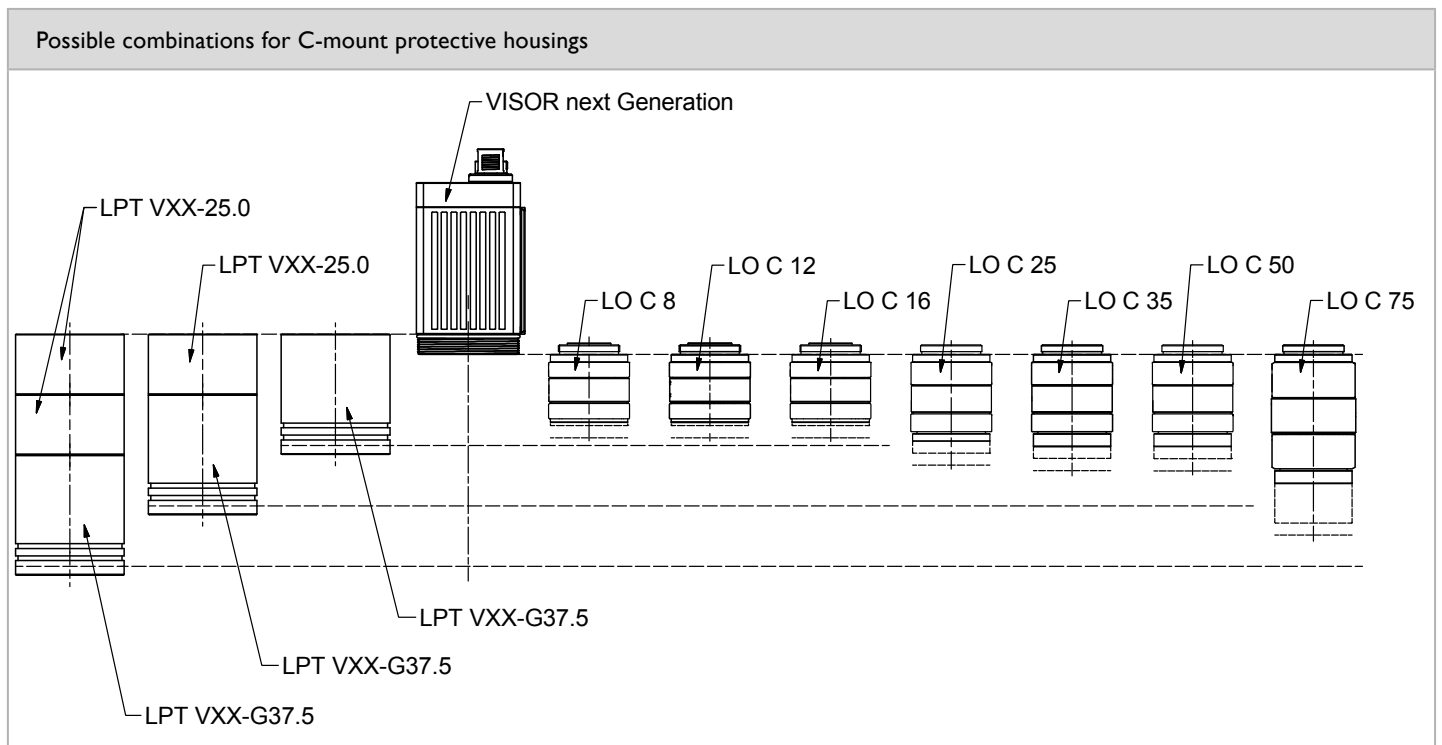 Possible combinations for C-mount protective housings
VISOR next Generation
LPT VXX-25.0
LPT VXX-25.0
LO C 8
LO C 12
LO C 16
LO C 25
LO C 35
LO C 50
LO C 75
LPT VXX-G37.5
LPT VXX-G37.5
LPT VXX-G37.5